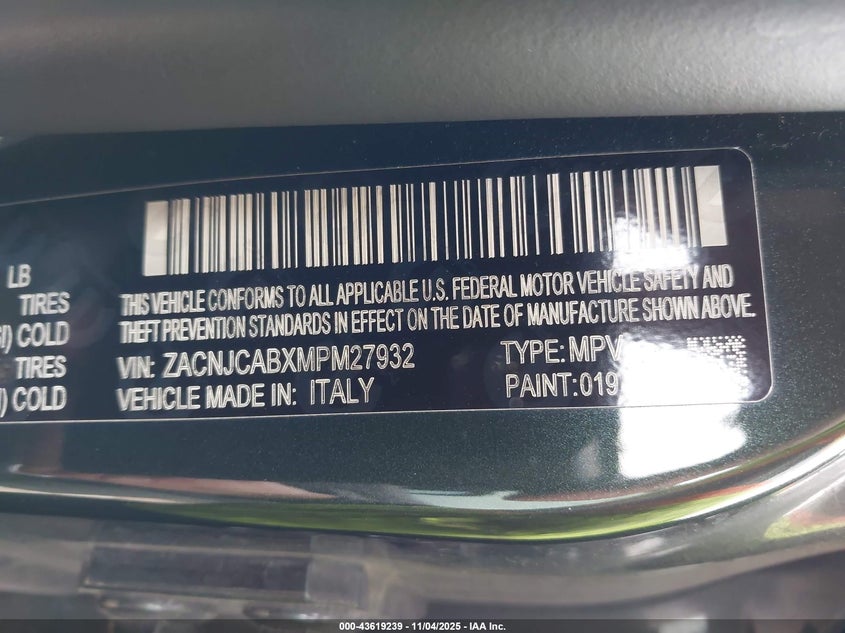 LB
TIRES
SI) COLD
TIRES
I) COLD
THIS VEHICLE CONFORMS TO ALL APPLICABLE U.S. FEDERAL MOTOR VEHICLE SAFETY AND
THEFT PREVENTION STANDARDS IN EFFECT ON THE DATE OF MANUFACTURE SHOWN ABOVE.
VIN: ZACNJCABXMPM27932 TYPE: MPV
VEHICLE MADE IN: ITALY PAINT:019
000-43619239 - 11/04/2025 - IAA Inc.